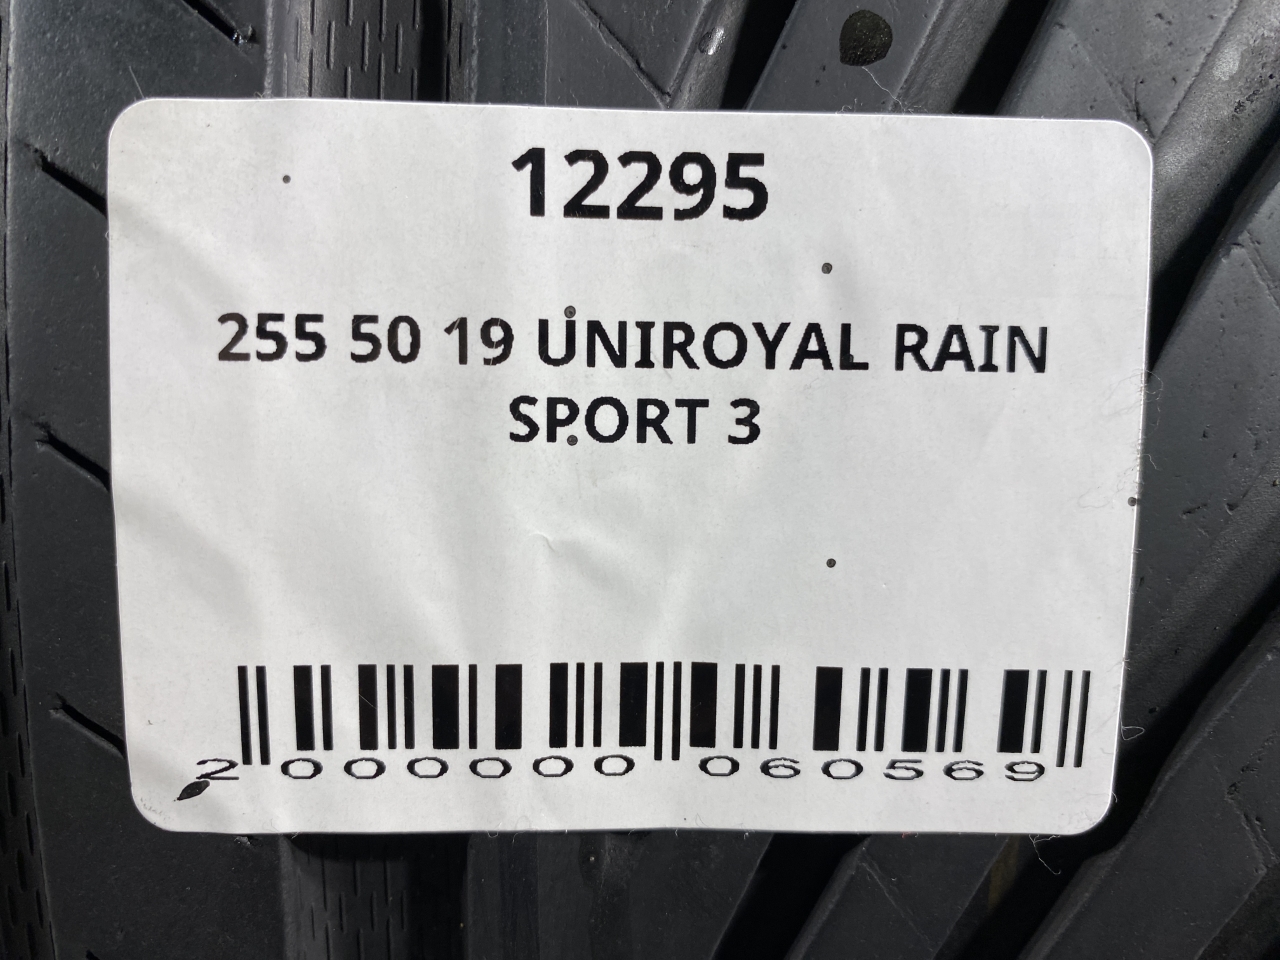 12295
255 50 19 UNIROYAL RAIN
SPORT 3
2 000000 060569